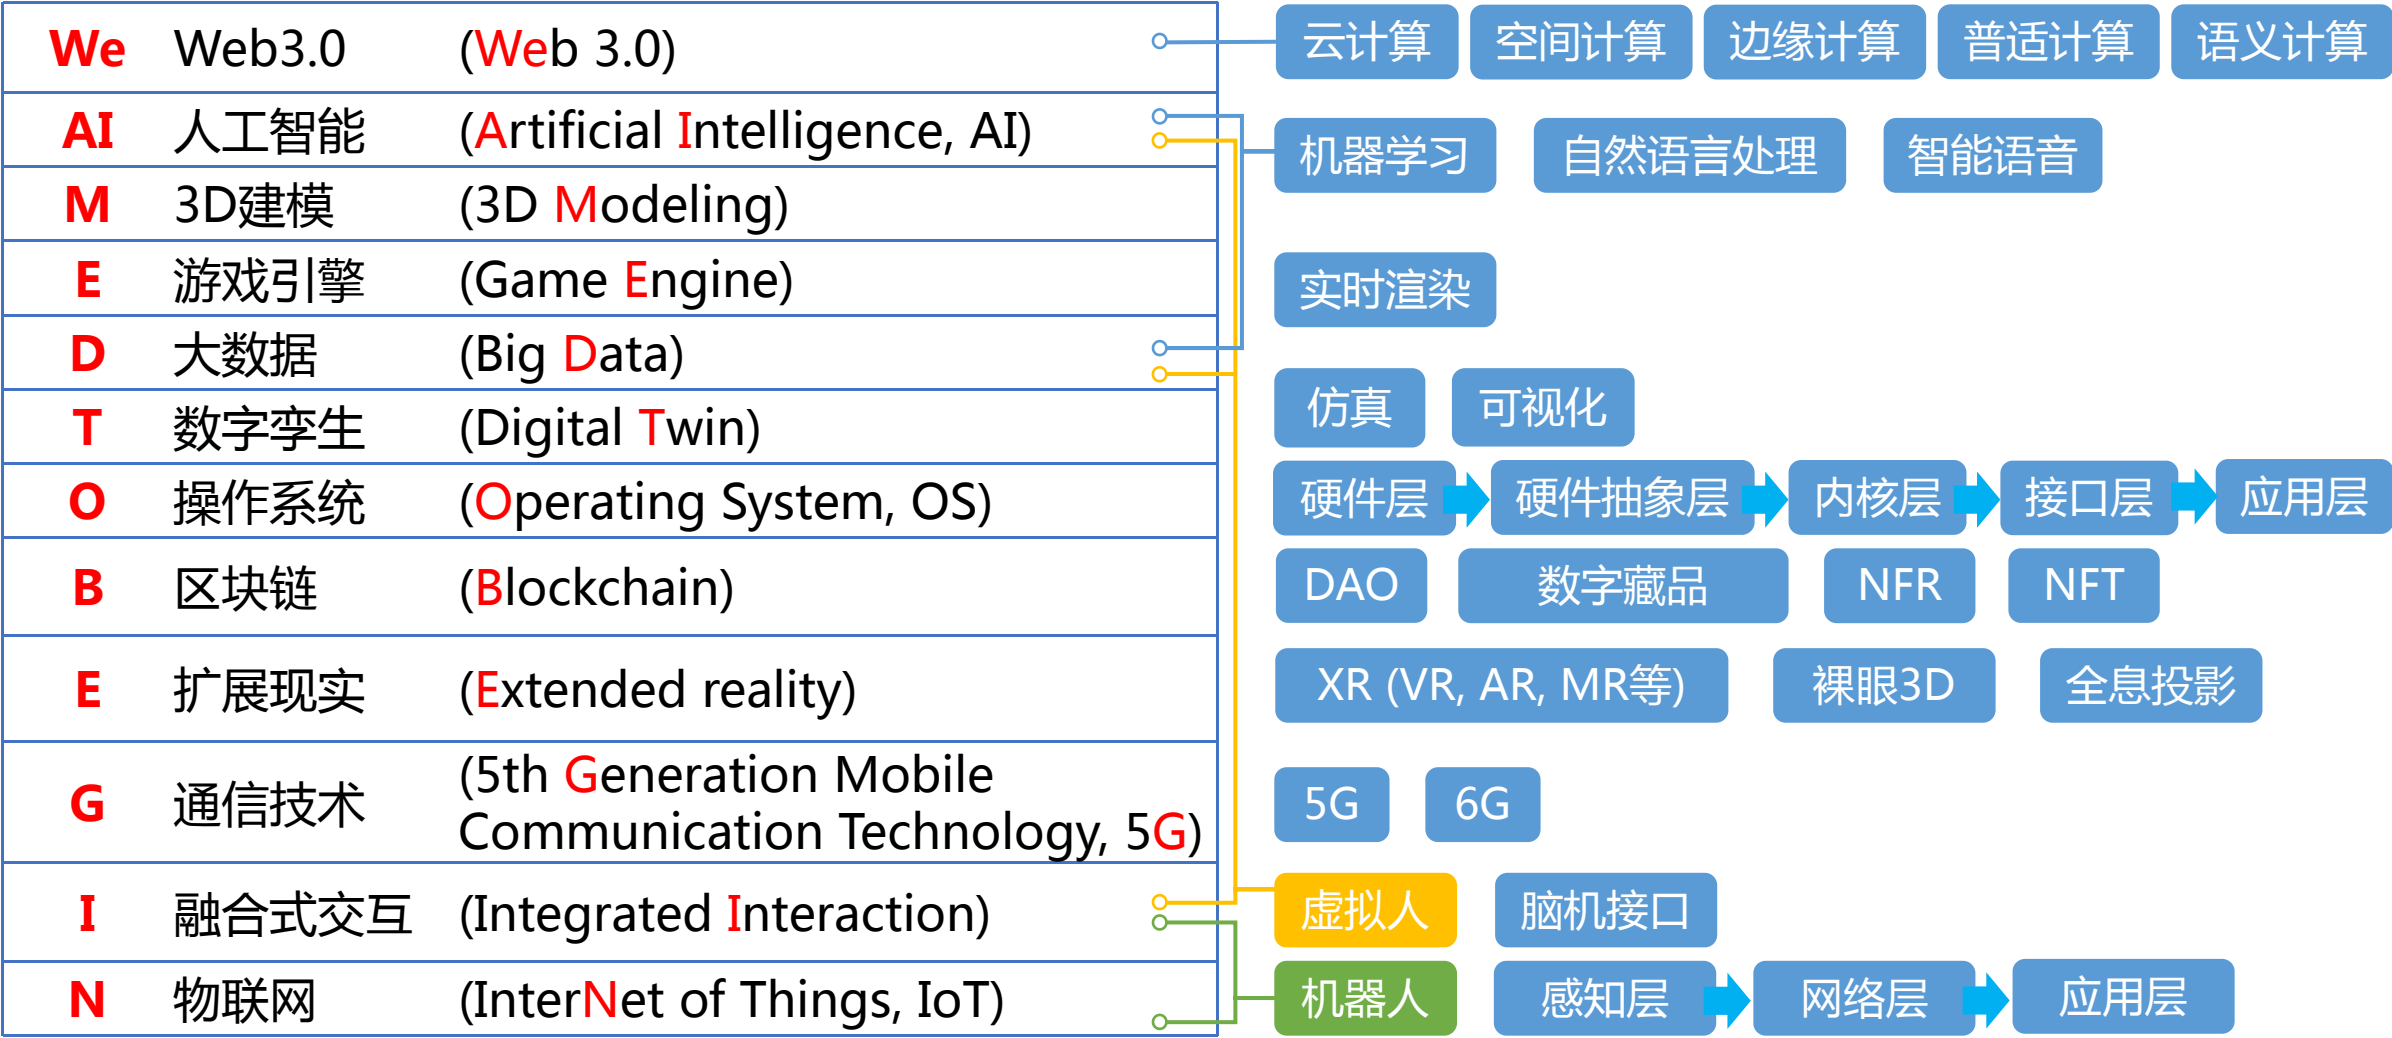 We Web3.0 (Web 3.0) 云计算 空间计算 边缘计算 普适计算 语义计算
AI 人工智能 (Artificial Intelligence, AI) 机器学习 自然语言处理 智能语音
M 3D建模 (3D Modeling)
E 游戏引擎 (Game Engine) 实时渲染
D 大数据 (Big Data)
T 数字孪生 (Digital Twin) 仿真 可视化
O 操作系统 (Operating System, OS) 硬件层 硬件抽象层 内核层 接口层 应用层
B 区块链 (Blockchain) DAO 数字藏品 NFR NFT
E 扩展现实 (Extended reality) XR (VR, AR, MR等) 裸眼3D 全息投影
G 通信技术 (5th Generation Mobile
Communication Technology, 5G) 5G 6G
I 融合式交互 (Integrated Interaction) 虚拟人 脑机接口
N 物联网 (InterNet of Things, IoT) 机器人 感知层 网络层 应用层